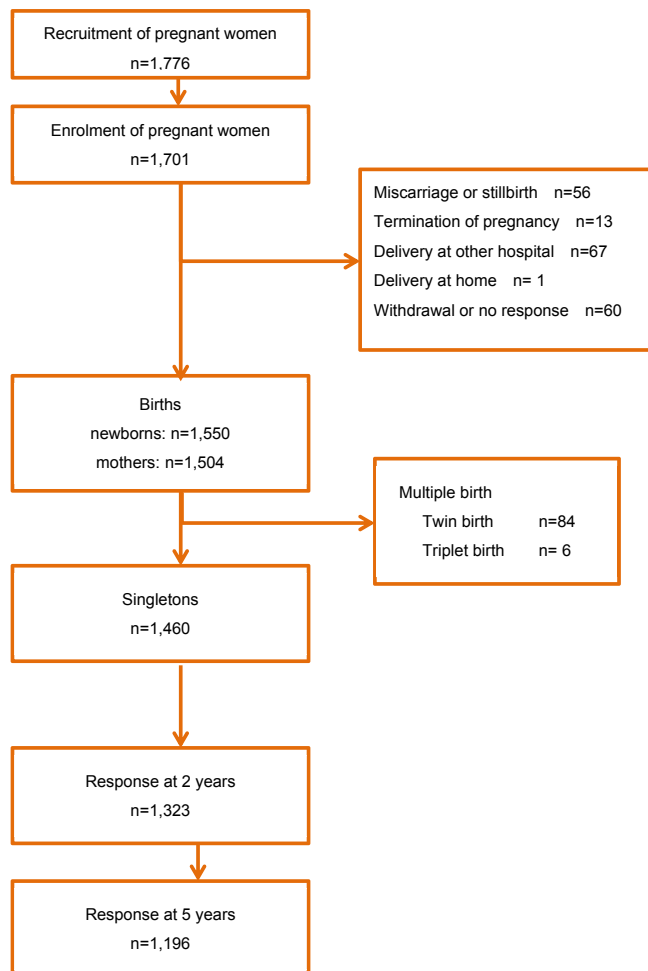 Recruitment of pregnant women
n=1,776
Enrolment of pregnant women
n=1,701
Miscarriage or stillbirth n=56
Termination of pregnancy n=13
Delivery at other hospital n=67
Delivery at home n= 1
Withdrawal or no response n=60
Births
newborns: n=1,550
mothers: n=1,504
Multiple birth
Twin birth n=84
Triplet birth n= 6
Singletons
n=1,460
Response at 2 years
n=1,323
Response at 5 years
n=1,196